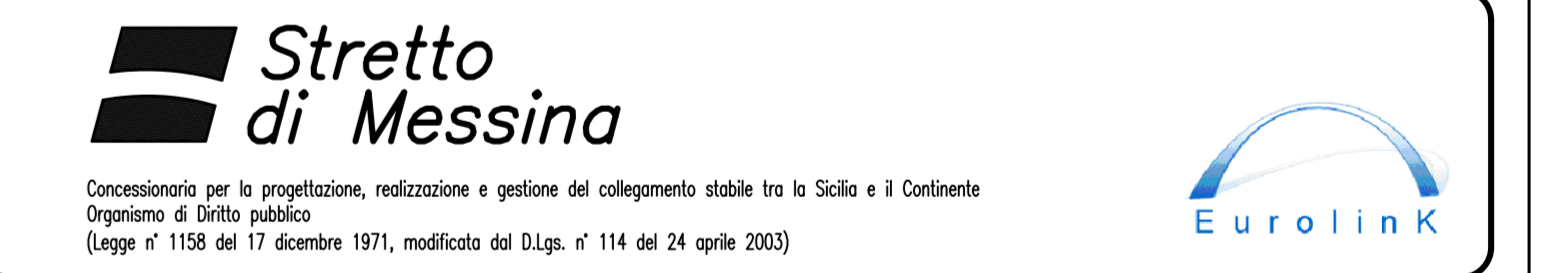 Stretto
di Messina
Concessionaria per la progettazione, realizzazione e gestione del collegamento stabile tra la Sicilia e il Continente
Organismo di Diritto pubblico
(Legge n° 1158 del 17 dicembre 1971, modificata dal D.Lgs. n° 114 del 24 aprile 2003)
EurolinK